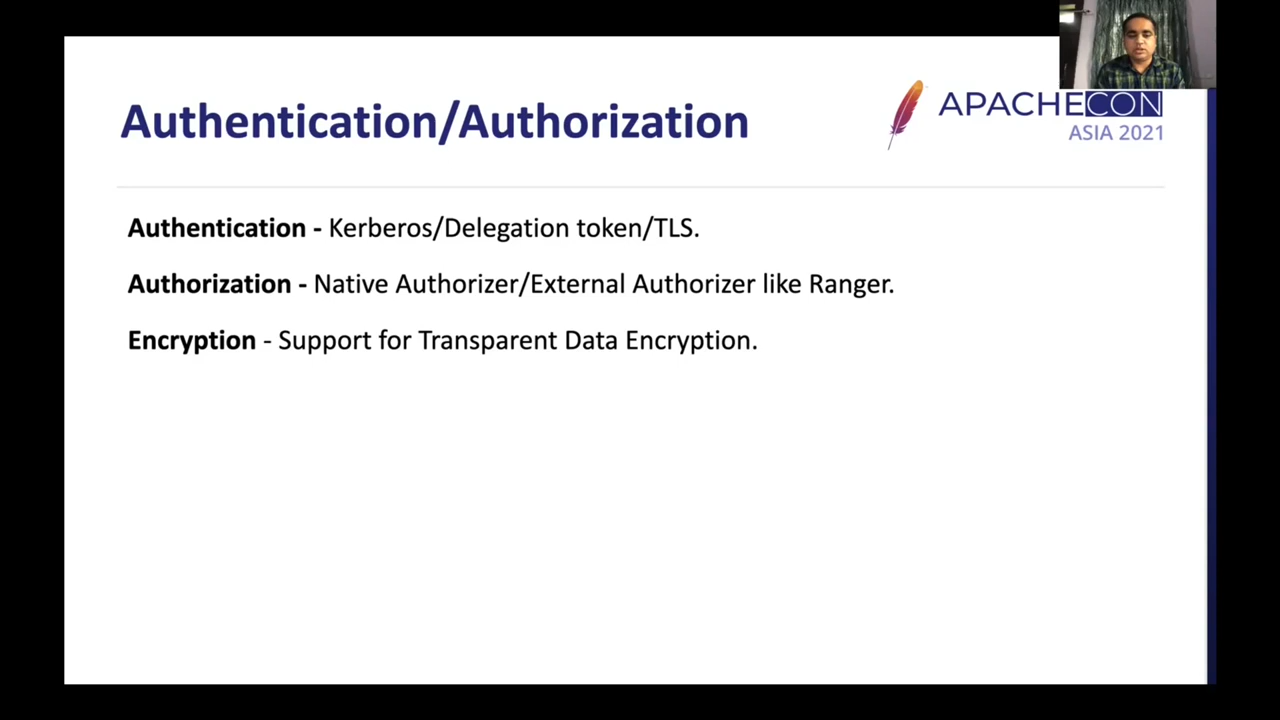 Authentication/Authorization
APACHECON
ASIA 2021
Authentication - Kerberos/Delegation token/TLS.
Authorization - Native Authorizer/External Authorizer like Ranger.
Encryption - Support for Transparent Data Encryption.